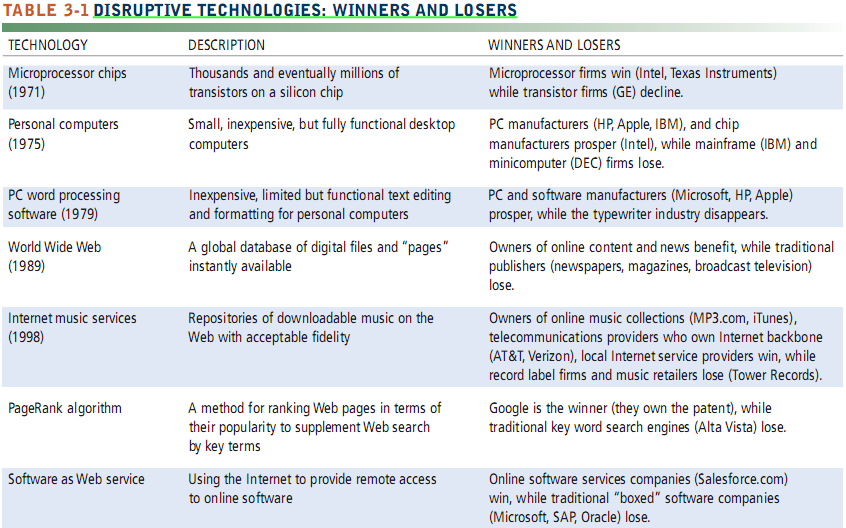 TABLE 3-1 DISRUPTIVE TECHNOLOGIES: WINNERS AND LOSERS
TECHNOLOGY DESCRIPTION WINNERS AND LOSERS
Microprocessor chips Thousands and eventually millions of Microprocessor firms win (Intel, Texas Instruments)
(1971) transistors on a silicon chip while transistor firms (GE) decline.
Personal computers Small, inexpensive, but fully functional desktop PC manufacturers (HP, Apple, IBM), and chip
(1975) computers manufacturers prosper (Intel), while mainframe (IBM) and
minicomputer (DEC) firms lose.
PC word processing Inexpensive, limited but functional text editing PC and software manufacturers (Microsoft, HP, Apple)
software (1979) and formatting for personal computers prosper, while the typewriter industry disappears.
World Wide Web A global database of digital files and “pages” Owners of online content and news benefit, while traditional
(1989) instantly available publishers (newspapers, magazines, broadcast television)
lose.
Internet music services Repositories of downloadable music on the Owners of online music collections (MP3.com, iTunes),
(1998) Web with acceptable fidelity telecommunications providers who own Internet backbone
(AT&T, Verizon), local Internet service providers win, while
record label firms and music retailers lose (Tower Records).
PageRank algorithm A method for ranking Web pages in terms of Google is the winner (they own the patent), while
their popularity to supplement Web search traditional key word search engines (Alta Vista) lose.
by key terms
Software as Web service Using the Internet to provide remote access Online software services companies (Salesforce.com)
to online software win, while traditional “boxed” software companies
(Microsoft, SAP, Oracle) lose.